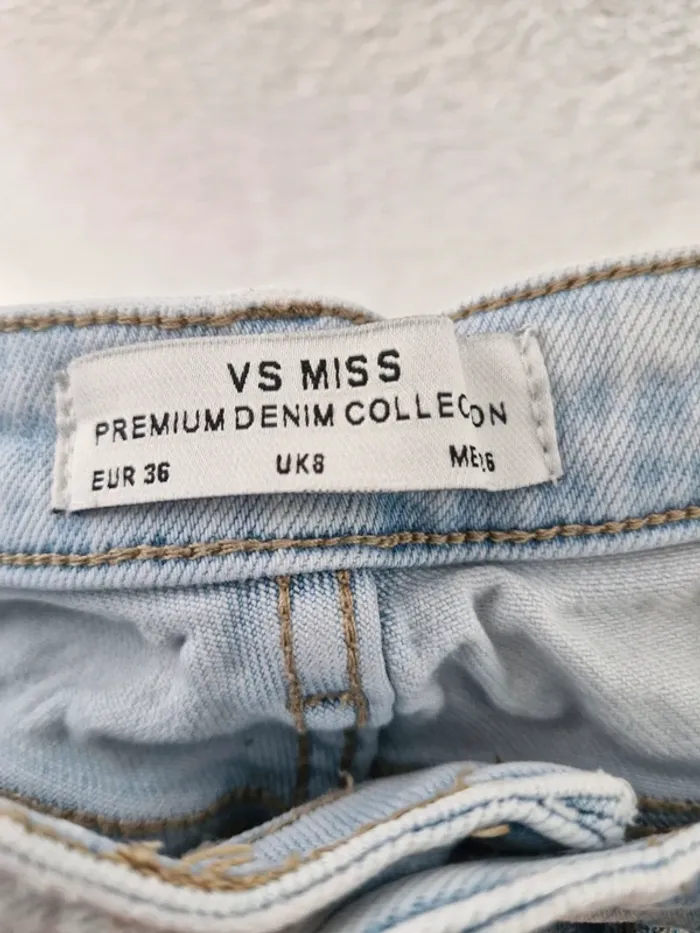 VS MISS
PREMIUM DENIM COLLECON
EUR 36 UK8